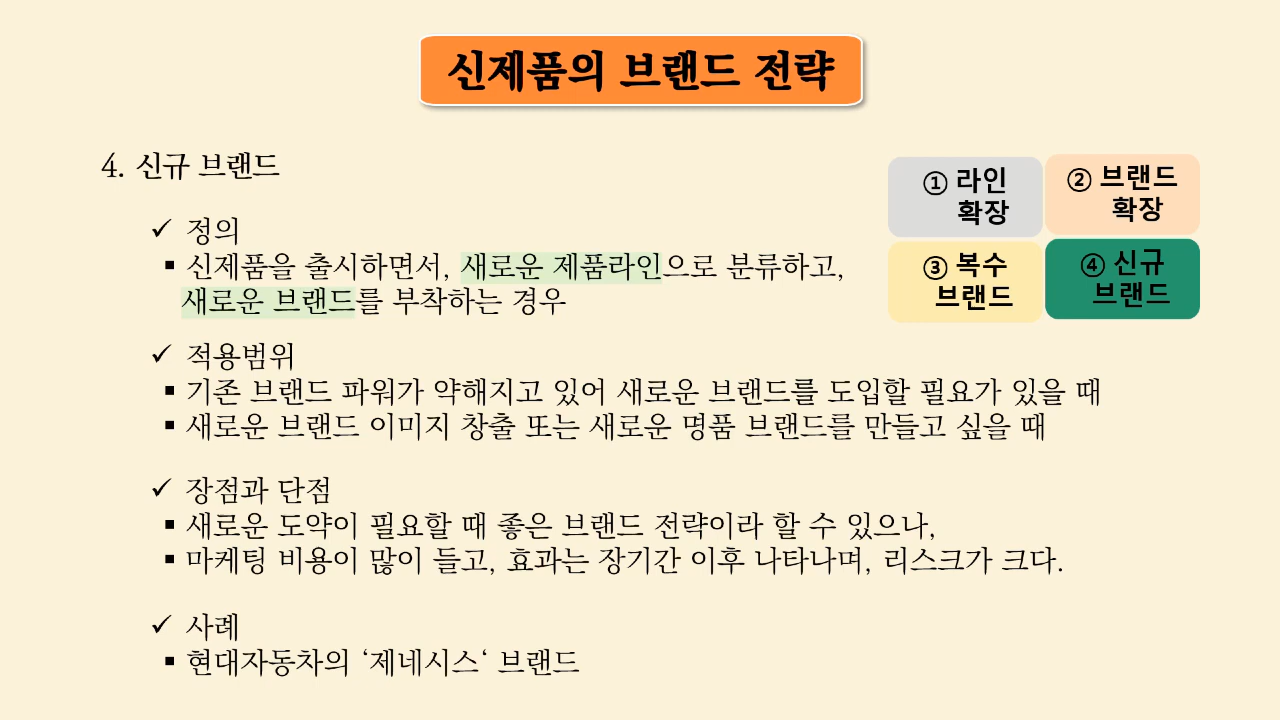 신제품의 브랜드 전략
4. 신규 브랜드
① 라인
확장
② 브랜드
확장
③ 복수
브랜드
④ 신규
브랜드
✓ 정의
▪ 신제품을 출시하면서, 새로운 제품라인으로 분류하고,
새로운 브랜드를 부착하는 경우
✓ 적용범위
▪ 기존 브랜드 파워가 약해지고 있어 새로운 브랜드를 도입할 필요가 있을 때
▪ 새로운 브랜드 이미지 창출 또는 새로운 명품 브랜드를 만들고 싶을 때
✓ 장점과 단점
▪ 새로운 도약이 필요할 때 좋은 브랜드 전략이라 할 수 있으나,
▪ 마케팅 비용이 많이 들고, 효과는 장기간 이후 나타나며, 리스크가 크다.
✓ 사례
▪ 현대자동차의 ‘제네시스‘ 브랜드